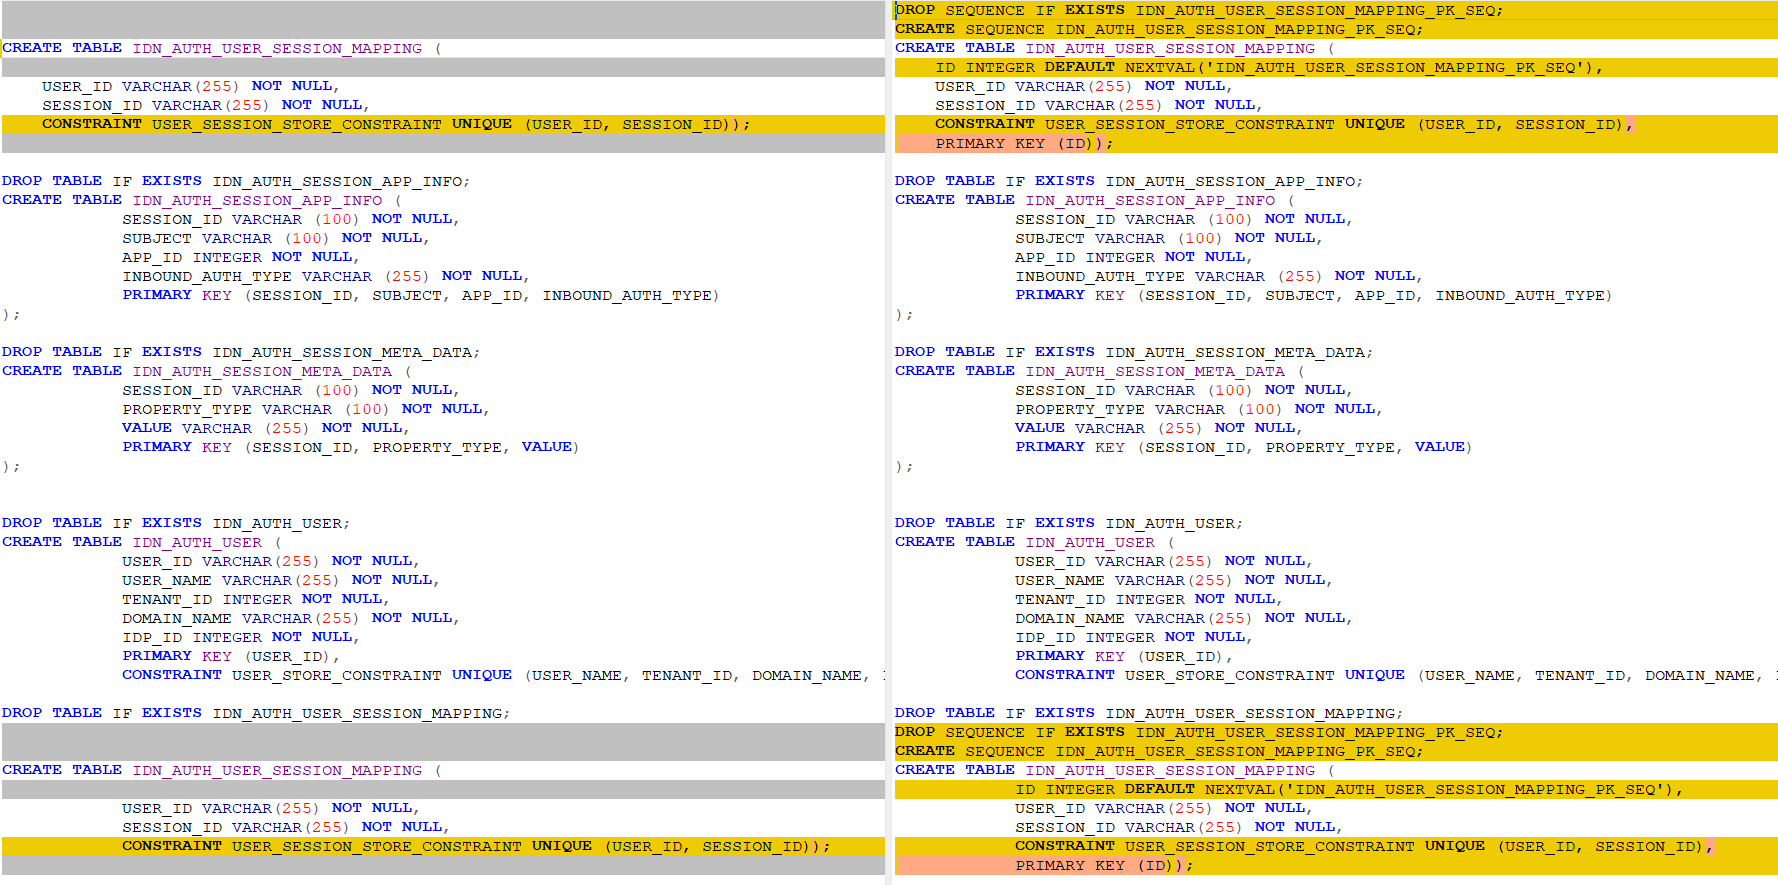 CREATE TABLE IDN_AUTH_USER_SESSION_MAPPING (
USER_ID VARCHAR(255) NOT NULL,
SESSION_ID VARCHAR(255) NOT NULL,
CONSTRAINT USER_SESSION_STORE_CONSTRAINT UNIQUE (USER_ID, SESSION_ID));
DROP TABLE IF EXISTS IDN_AUTH_SESSION_APP_INFO;
CREATE TABLE IDN_AUTH_SESSION_APP_INFO (
SESSION_ID VARCHAR (100) NOT NULL,
SUBJECT VARCHAR (100) NOT NULL,
APP_ID INTEGER NOT NULL,
INBOUND_AUTH_TYPE VARCHAR (255) NOT NULL,
PRIMARY KEY (SESSION_ID, SUBJECT, APP_ID, INBOUND_AUTH_TYPE)
);
DROP TABLE IF EXISTS IDN_AUTH_SESSION_META_DATA;
CREATE TABLE IDN_AUTH_SESSION_META_DATA (
SESSION_ID VARCHAR (100) NOT NULL,
PROPERTY_TYPE VARCHAR (100) NOT NULL,
VALUE VARCHAR (255) NOT NULL,
PRIMARY KEY (SESSION_ID, PROPERTY_TYPE, VALUE)
);
DROP TABLE IF EXISTS IDN_AUTH_USER;
CREATE TABLE IDN_AUTH_USER (
USER_ID VARCHAR(255) NOT NULL,
USER_NAME VARCHAR(255) NOT NULL,
TENANT_ID INTEGER NOT NULL,
DOMAIN_NAME VARCHAR(255) NOT NULL,
IDP_ID INTEGER NOT NULL,
PRIMARY KEY (USER_ID),
CONSTRAINT USER_STORE_CONSTRAINT UNIQUE (USER_NAME, TENANT_ID, DOMAIN_NAME,
DROP TABLE IF EXISTS IDN_AUTH_USER_SESSION_MAPPING;
CREATE TABLE IDN_AUTH_USER_SESSION_MAPPING (
USER_ID VARCHAR(255) NOT NULL,
SESSION_ID VARCHAR(255) NOT NULL,
CONSTRAINT USER_SESSION_STORE_CONSTRAINT UNIQUE (USER_ID, SESSION_ID));
DROP SEQUENCE IF EXISTS IDN_AUTH_USER_SESSION_MAPPING_PK_SEQ;
CREATE SEQUENCE IDN_AUTH_USER_SESSION_MAPPING_PK_SEQ;
CREATE TABLE IDN_AUTH_USER_SESSION_MAPPING (
ID INTEGER DEFAULT NEXTVAL('IDN_AUTH_USER_SESSION_MAPPING_PK_SEQ'),
USER_ID VARCHAR(255) NOT NULL,
SESSION_ID VARCHAR(255) NOT NULL,
CONSTRAINT USER_SESSION_STORE_CONSTRAINT UNIQUE (USER_ID, SESSION_ID),
PRIMARY KEY (ID));
DROP TABLE IF EXISTS IDN_AUTH_SESSION_APP_INFO;
CREATE TABLE IDN_AUTH_SESSION_APP_INFO (
SESSION_ID VARCHAR (100) NOT NULL,
SUBJECT VARCHAR (100) NOT NULL,
APP_ID INTEGER NOT NULL,
INBOUND_AUTH_TYPE VARCHAR (255) NOT NULL,
PRIMARY KEY (SESSION_ID, SUBJECT, APP_ID, INBOUND_AUTH_TYPE)
);
DROP TABLE IF EXISTS IDN_AUTH_SESSION_META_DATA;
CREATE TABLE IDN_AUTH_SESSION_META_DATA (
SESSION_ID VARCHAR (100) NOT NULL,
PROPERTY_TYPE VARCHAR (100) NOT NULL,
VALUE VARCHAR (255) NOT NULL,
PRIMARY KEY (SESSION_ID, PROPERTY_TYPE, VALUE)
);
DROP TABLE IF EXISTS IDN_AUTH_USER;
CREATE TABLE IDN_AUTH_USER (
USER_ID VARCHAR(255) NOT NULL,
USER_NAME VARCHAR(255) NOT NULL,
TENANT_ID INTEGER NOT NULL,
DOMAIN_NAME VARCHAR(255) NOT NULL,
IDP_ID INTEGER NOT NULL,
PRIMARY KEY (USER_ID),
CONSTRAINT USER_STORE_CONSTRAINT UNIQUE (USER_NAME, TENANT_ID, DOMAIN_NAME,
DROP TABLE IF EXISTS IDN_AUTH_USER_SESSION_MAPPING;
DROP SEQUENCE IF EXISTS IDN_AUTH_USER_SESSION_MAPPING_PK_SEQ;
CREATE SEQUENCE IDN_AUTH_USER_SESSION_MAPPING_PK_SEQ;
CREATE TABLE IDN_AUTH_USER_SESSION_MAPPING (
ID INTEGER DEFAULT NEXTVAL('IDN_AUTH_USER_SESSION_MAPPING_PK_SEQ'),
USER_ID VARCHAR(255) NOT NULL,
SESSION_ID VARCHAR(255) NOT NULL,
CONSTRAINT USER_SESSION_STORE_CONSTRAINT UNIQUE (USER_ID, SESSION_ID),
PRIMARY KEY (ID));